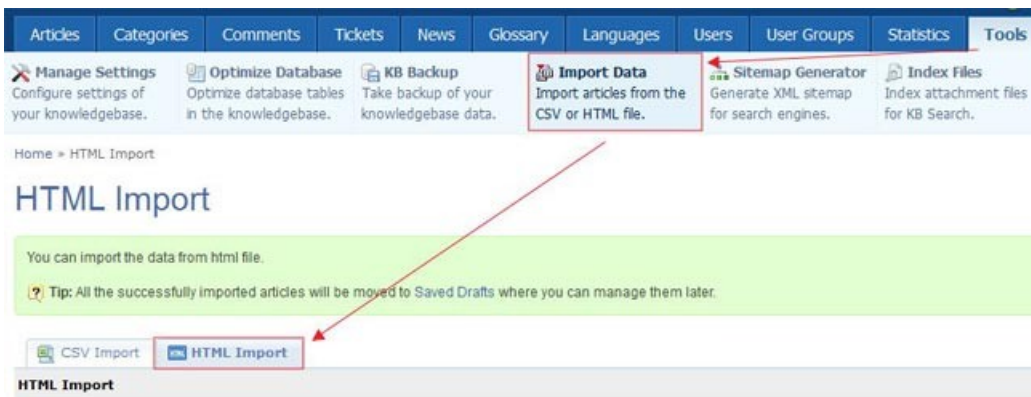 Articles Categories Comments Tickets News Glossary Languages Users User Groups Statistics Tools
Manage Settings
Configure settings of
your knowledgebase.
Optimize Database
Optimize database tables
in the knowledgebase.
KB Backup
Take backup of your
knowledgebase data.
Import Data
Import articles from the
CSV or HTML file.
Sitemap Generator
Generate XML sitemap
for search engines.
Index Files
Index attachment files
for KB Search.
Home » HTML Import
HTML Import
You can import the data from html file.
Tip: All the successfully imported articles will be moved to Saved Drafts where you can manage them later.
CSV Import HTML Import
HTML Import